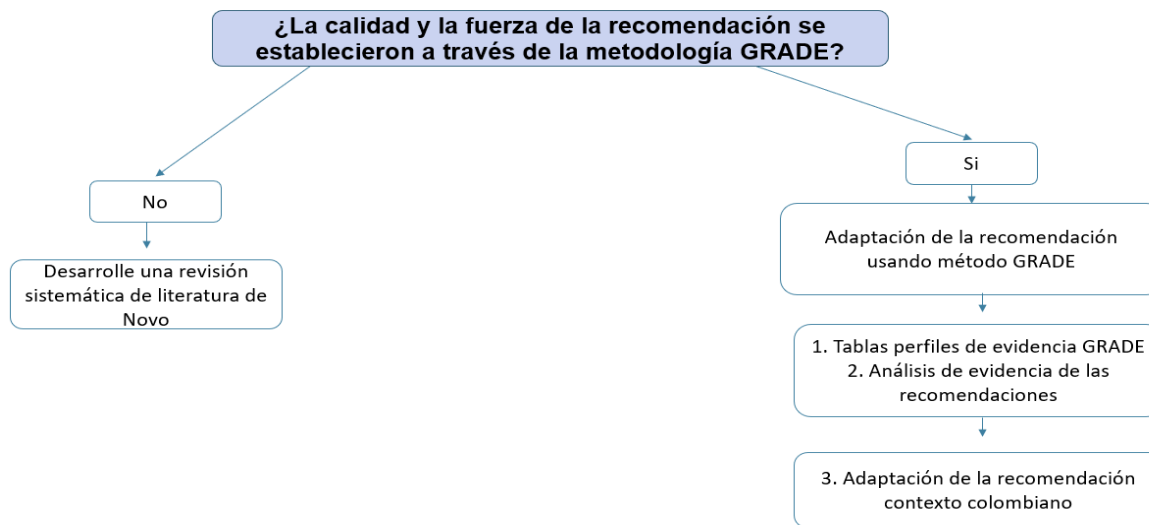 ¿La calidad y la fuerza de la recomendación se
establecieron a través de la metodología GRADE?
No
Desarrolle una revisión
sistemática de literatura de
Novo
Si
Adaptación de la recomendación
usando método GRADE
1. Tablas perfiles de evidencia GRADE
2. Análisis de evidencia de las
recomendaciones
3. Adaptación de la recomendación
contexto colombiano